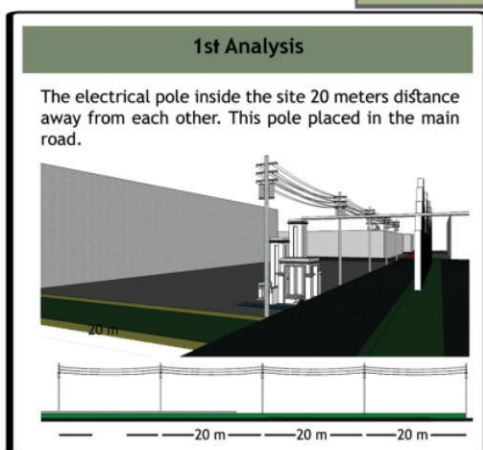 1st Analysis
The electrical pole inside the site 20 meters distance
away from each other. This pole placed in the main
road.
20 m
20 m
20 m
20 m